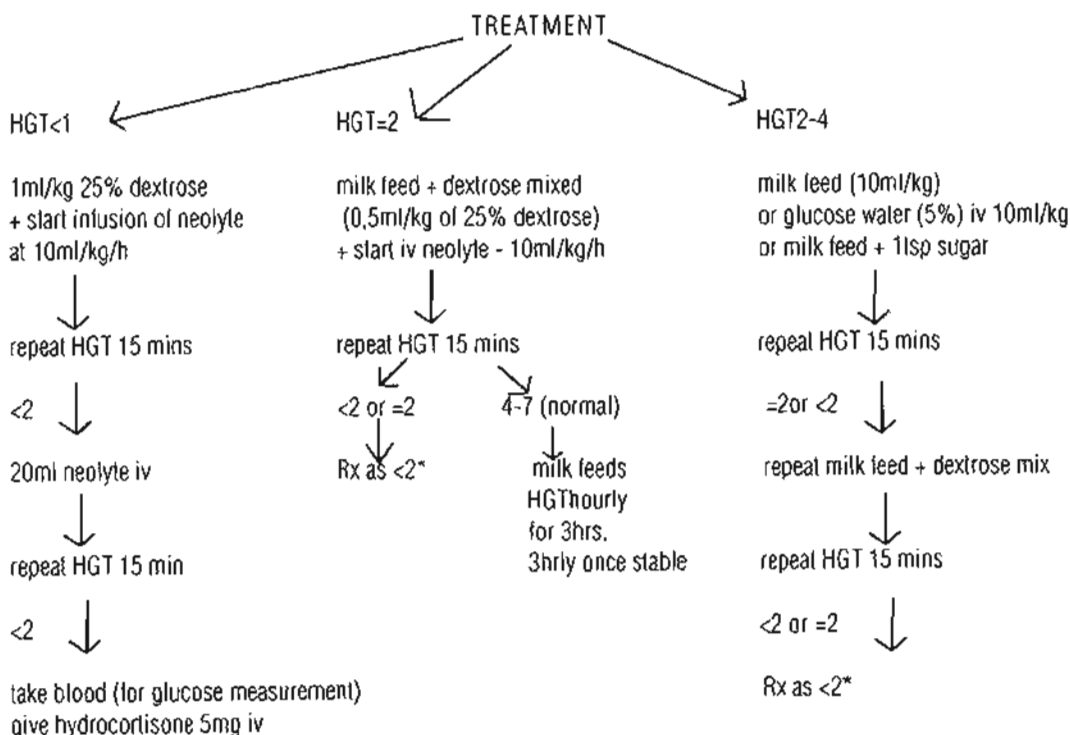 TREATMENT
HGT<1
1ml/kg 25% dextrose
+ start infusion of neolyte
at 10ml/kg/h
repeat HGT 15 mins
<2
20ml neolyte iv
repeat HGT 15 min
<2
take blood (for glucose measurement)
give hydrocortisone 5mg iv
HGT=2
milk feed + dextrose mixed
(0,5ml/kg of 25% dextrose)
+ start iv neolyte - 10ml/kg/h
repeat HGT 15 mins
<2 or =2
Rx as <2*
4-7 (normal)
milk feeds
HGThourly
for 3hrs.
3hrly once stable
HGT2-4
milk feed (10ml/kg)
or glucose water (5%) iv 10ml/kg
or milk feed + 1tsp sugar
repeat HGT 15 mins
=2or <2
repeat milk feed + dextrose mix
repeat HGT 15 mins
<2 or =2
Rx as <2*